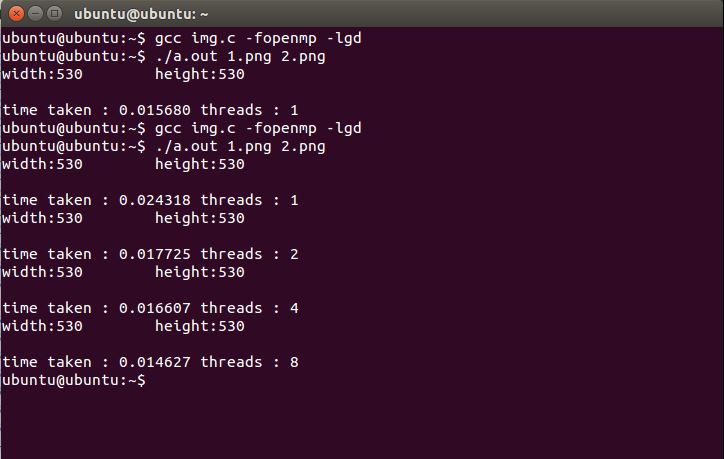 ubuntu@ubuntu: ~
ubuntu@ubuntu:~$ gcc img.c -fopenmp -lgd
ubuntu@ubuntu:~$ ./a.out 1.png 2.png
width:530        height:530
time taken : 0.015680 threads : 1
ubuntu@ubuntu:~$ gcc img.c -fopenmp -lgd
ubuntu@ubuntu:~$ ./a.out 1.png 2.png
width:530        height:530
time taken : 0.024318 threads : 1
width:530        height:530
time taken : 0.017725 threads : 2
width:530        height:530
time taken : 0.016607 threads : 4
width:530        height:530
time taken : 0.014627 threads : 8
ubuntu@ubuntu:~$